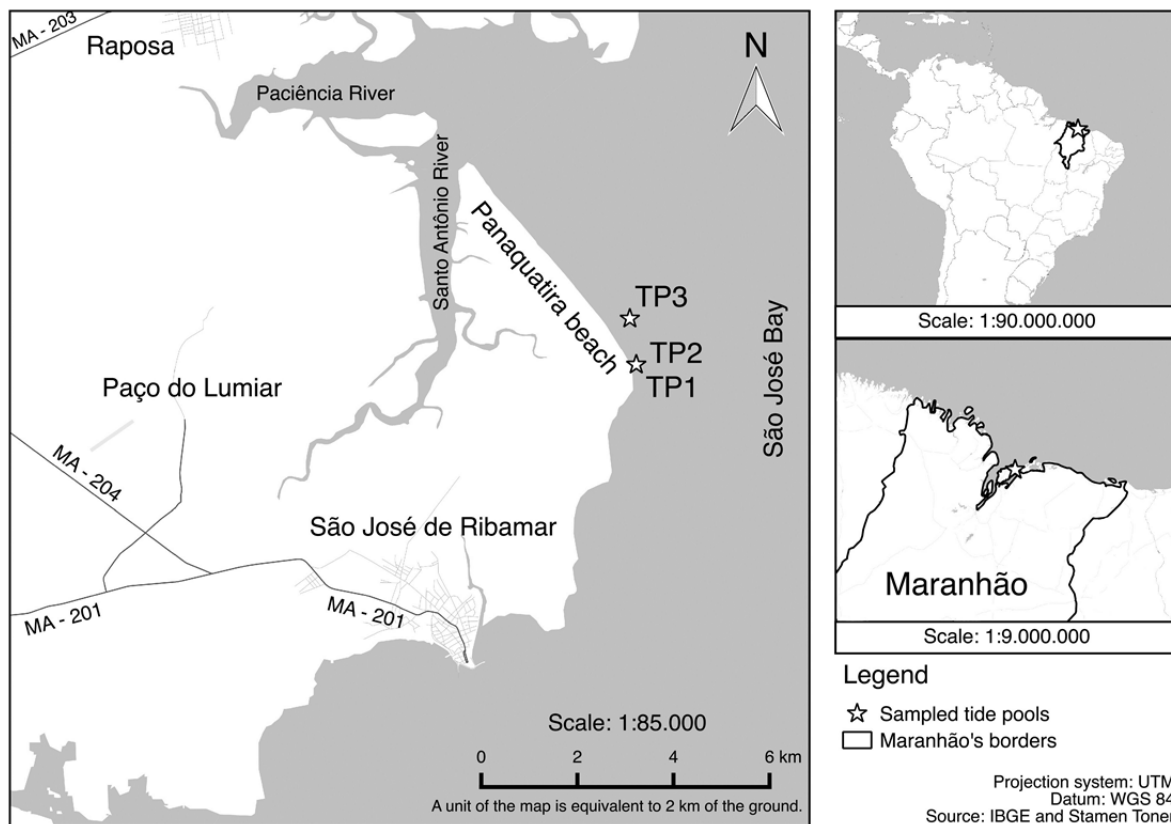 MA - 203
Raposa
Paciência River
N
Santo Antônio River
Panaquatira beach
TP3
TP2
TP1
São José Bay
Paço do Lumiar
MA - 204
São José de Ribamar
MA - 201
MA - 201
Scale: 1:85.000
0 2 4 6 km
A unit of the map is equivalent to 2 km of the ground.
Scale: 1:90.000.000
Maranhão
Scale: 1:9.000.000
Legend
Sampled tide pools
Maranhão's borders
Projection system: UTM
Datum: WGS 84
Source: IBGE and Stamen Toner